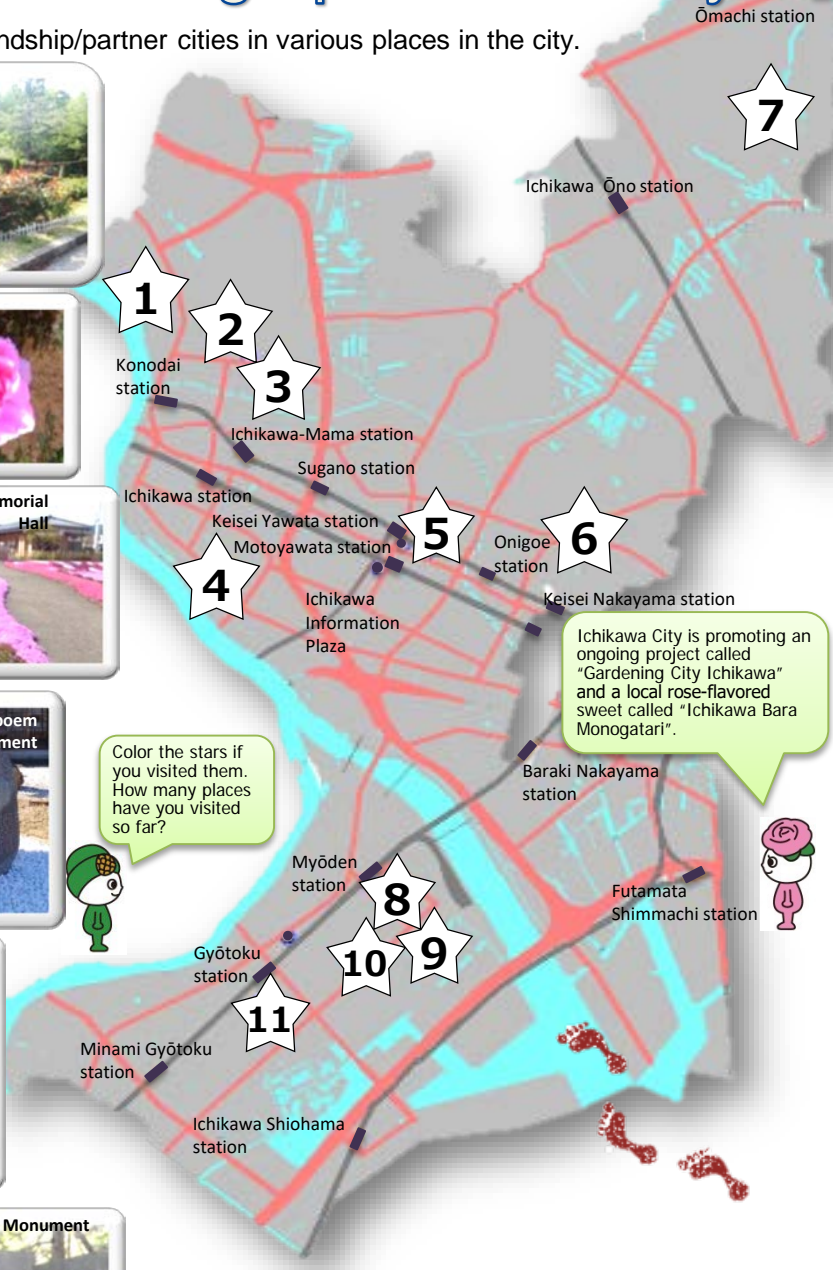 Ōmachi station
ndship/partner cities in various places in the city.
7
Ichikawa Ōno station
1
2
3
Konodai
station
Ichikawa-Mama station
Sugano station
Ichikawa station
morial
Hall
Keisei Yawata station
5
6
Motoyawata station
Onigoe
station
4
Ichikawa
Information
Plaza
Keisei Nakayama station
Ichikawa City is promoting an
ongoing project called
“Gardening City Ichikawa”
and a local rose-flavored
sweet called “Ichikawa Bara
Monogatari”.
poem
ment
Color the stars if
you visited them.
How many places
have you visited
so far?
Baraki Nakayama
station
Myōden
station
8
Futamata
Shimmachi station
Gyōtoku
station
10
9
11
Minami Gyōtoku
station
Ichikawa Shiohama
station
Monument